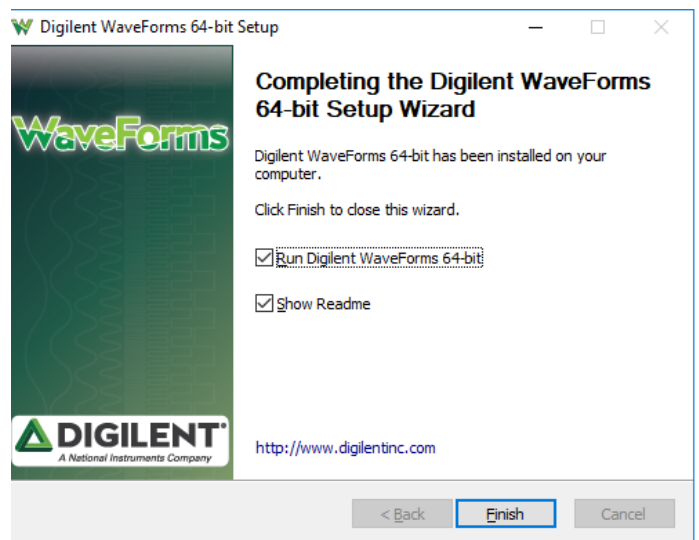 Digilent WaveForms 64-bit Setup
WaveForms
Completing the Digilent WaveForms
64-bit Setup Wizard
Digilent WaveForms 64-bit has been installed on your
computer.
Click Finish to close this wizard.
Run Digilent WaveForms 64-bit
Show Readme
DIGILENT®
A National Instruments Company
http://www.digilentinc.com
< Back
Finish
Cancel